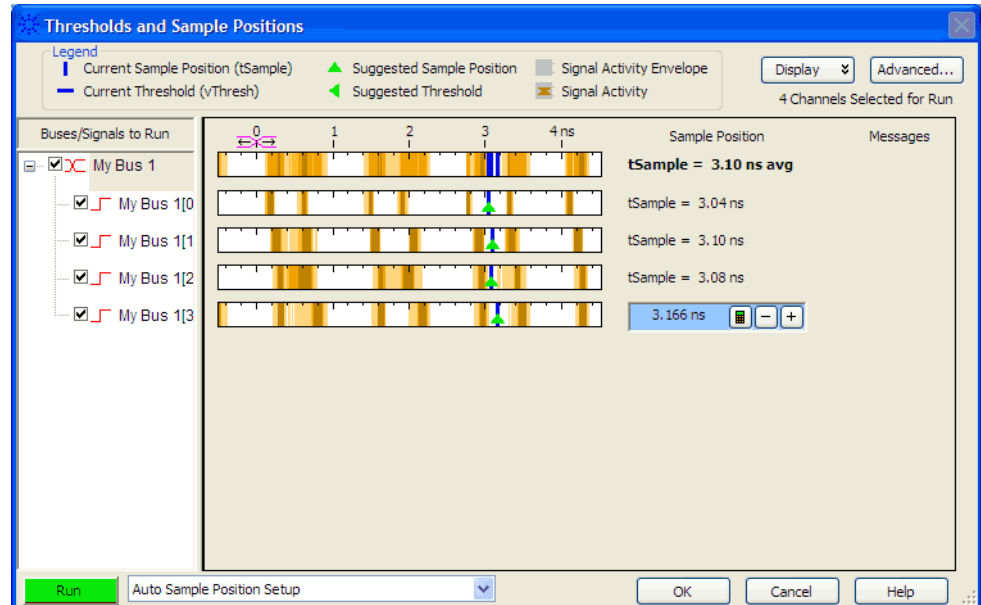 Thresholds and Sample Positions
Legend
Current Sample Position (tSample)
Suggested Sample Position
Signal Activity Envelope
Current Threshold (vThresh)
Suggested Threshold
Signal Activity
Display
Advanced...
4 Channels Selected for Run
Buses/Signals to Run
0 1 2 3 4 ns
Sample Position
Messages
My Bus 1
tSample = 3.10 ns avg
My Bus 1[0
tSample = 3.04 ns
My Bus 1[1
tSample = 3.10 ns
My Bus 1[2
tSample = 3.08 ns
My Bus 1[3
3.166 ns
Run
Auto Sample Position Setup
OK
Cancel
Help